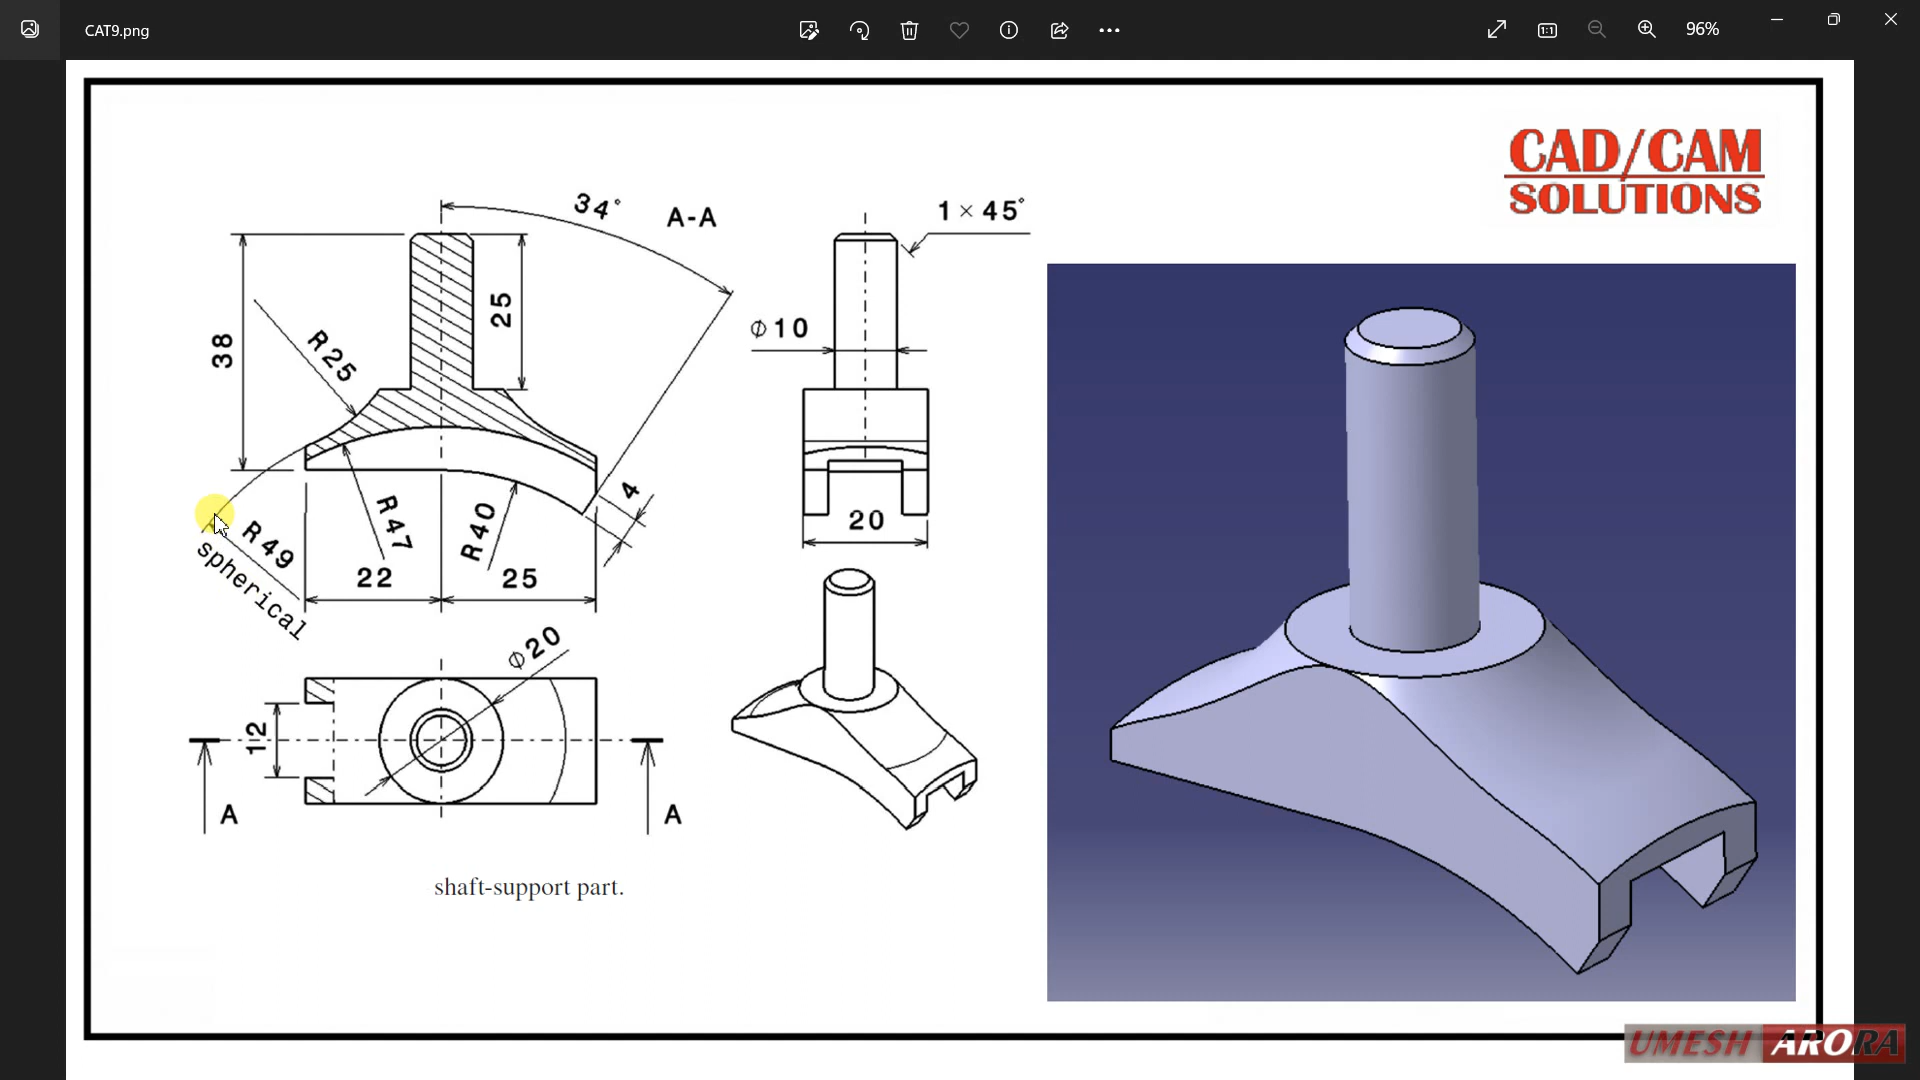 CAT9.png
96%
CAD/CAM
SOLUTIONS
34°
A-A
1 × 45°
38
R25
25
Φ10
R49
spherical
R47
R40
4
20
22
25
Φ20
12
A
A
shaft-support part.
UMESH ARORA